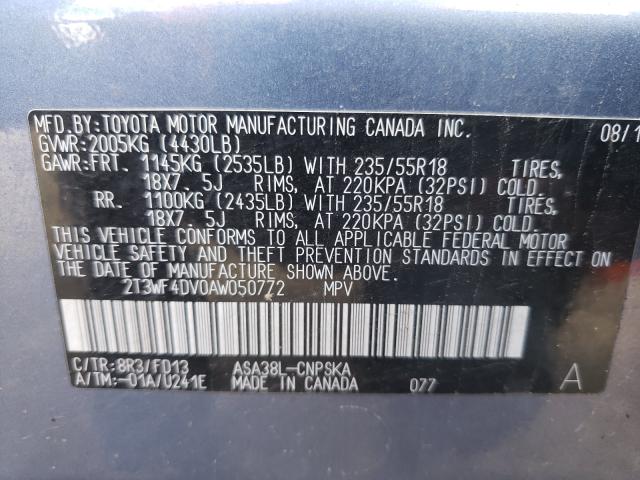 MFD.BY:TOYOTA MOTOR MANUFACTURING CANADA INC. 08/1
GVWR:2005KG (4430LB)
GAWR:FRT. 1145KG (2535LB) WITH 235/55R18 TIRES,
18X7. 5J RIMS, AT 220KPA (32PSI) COLD.
RR. 1100KG (2435LB) WITH 235/55R18 TIRES,
18X7. 5J RIMS, AT 220KPA (32PSI) COLD.
THIS VEHICLE CONFORMS TO ALL APPLICABLE FEDERAL MOTOR
VEHICLE SAFETY AND THEFT PREVENTION STANDARDS IN EFFECT ON
THE DATE OF MANUFACTURE SHOWN ABOVE.
2T3WF4DV0AW050772 MPV
C/TR:8R3/FD13 ASA38L-CNPSKA
A/TM:-01A/U241E MADE IN CANADA 077 A